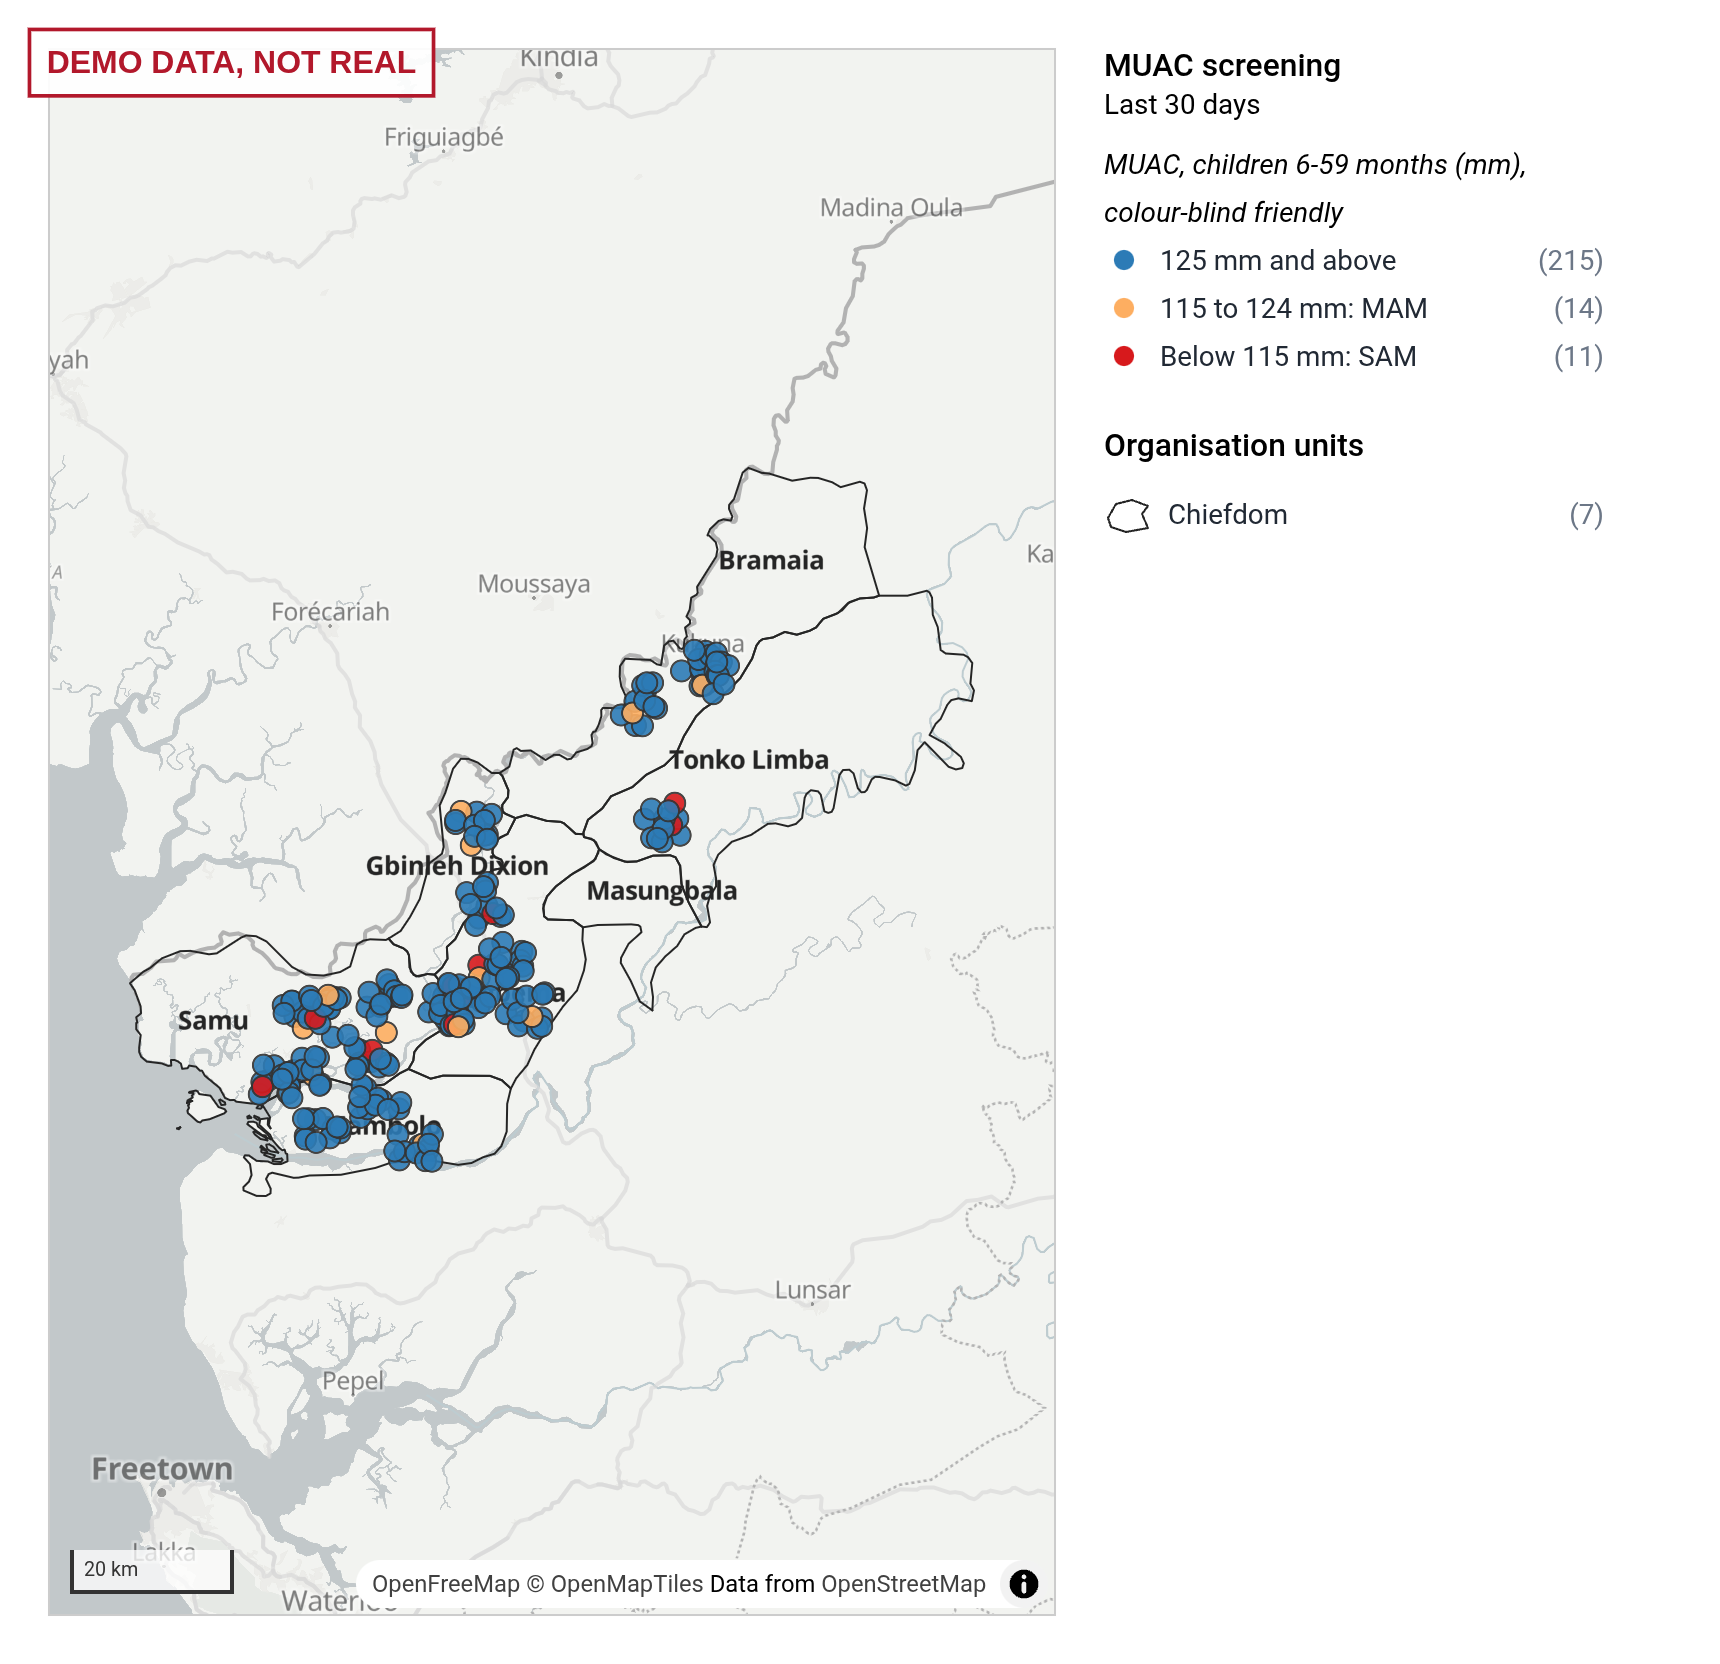 DEMO DATA, NOT REAL
Kindia
Friguiagbé
Madina Oula
yah
Bramaia
Ka
Moussaya
Forécariah
Tonko Limba
Gbinleh Dixion
Masungbala
Samu
Lunsar
Pepel
Freetown
Lakka
20 km
OpenFreeMap © OpenMapTiles Data from OpenStreetMap
MUAC screening
Last 30 days
MUAC, children 6-59 months (mm),
colour-blind friendly
125 mm and above (215)
115 to 124 mm: MAM (14)
Below 115 mm: SAM (11)
Organisation units
Chiefdom (7)